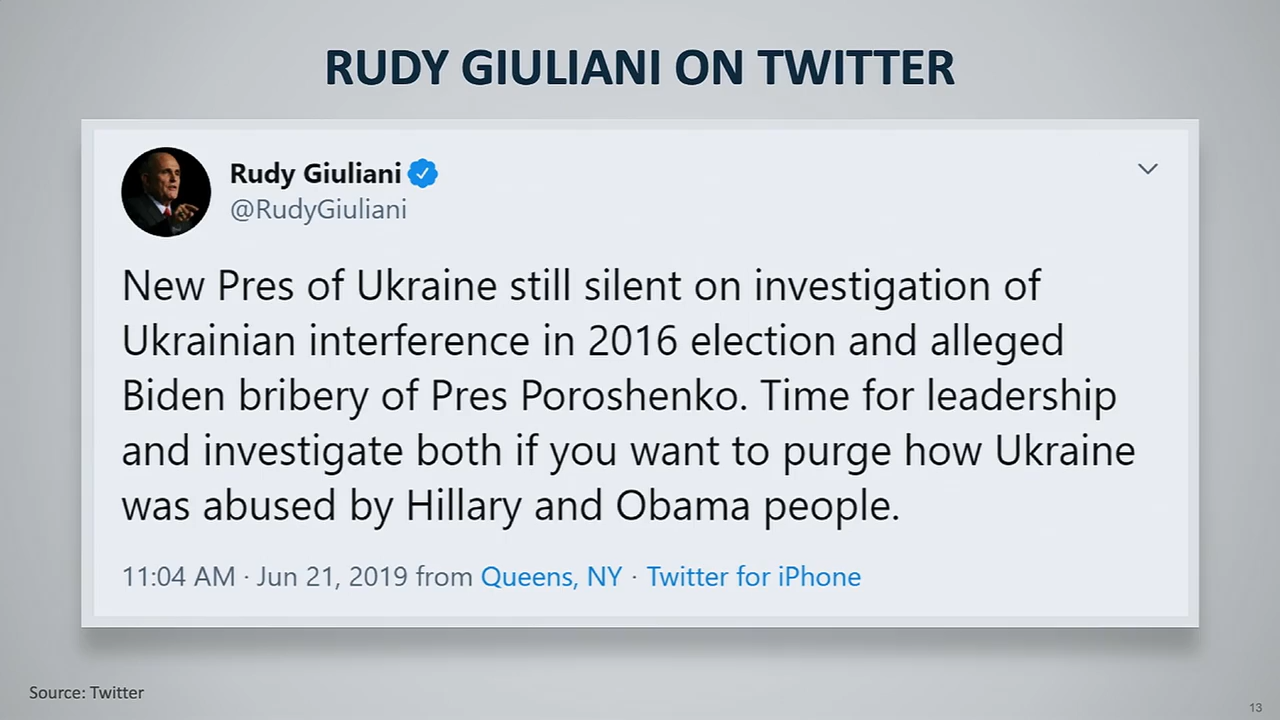 RUDY GIULIANI ON TWITTER
Rudy Giuliani
@RudyGiuliani
New Pres of Ukraine still silent on investigation of
Ukrainian interference in 2016 election and alleged
Biden bribery of Pres Poroshenko. Time for leadership
and investigate both if you want to purge how Ukraine
was abused by Hillary and Obama people.
11:04 AM · Jun 21, 2019 from Queens, NY · Twitter for iPhone
Source: Twitter
13